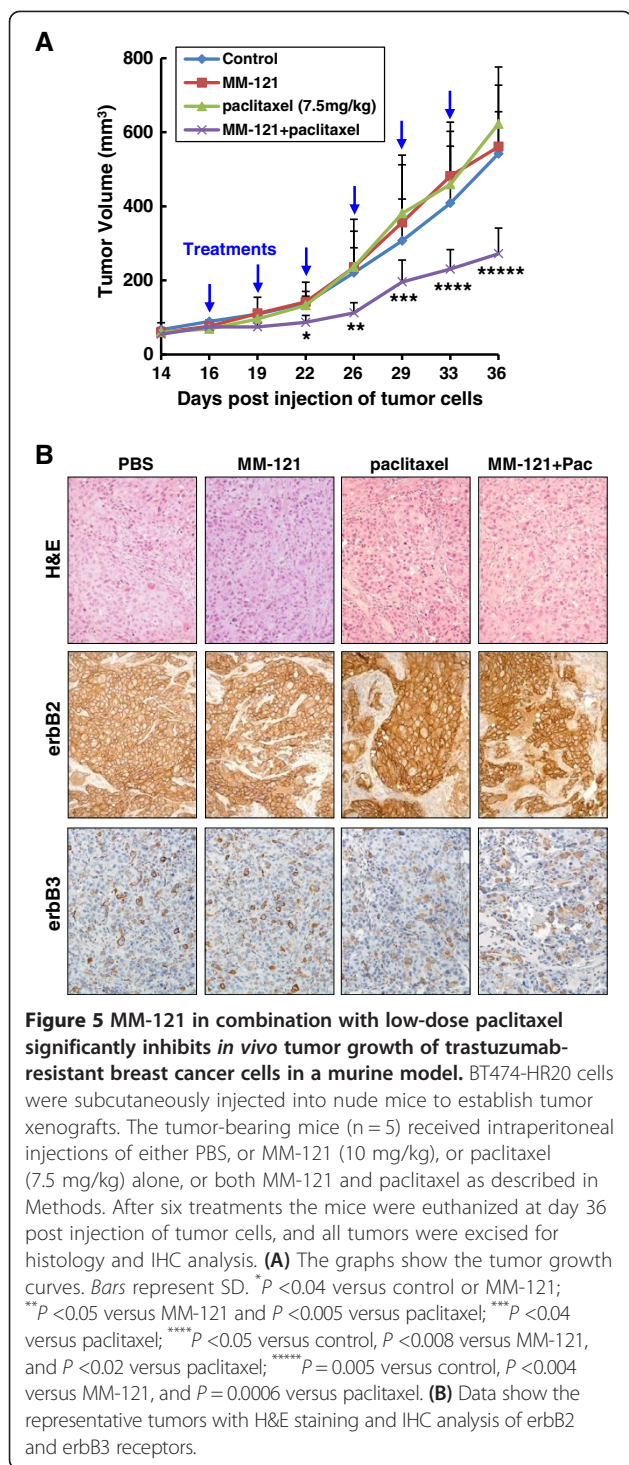 A
Control
MM-121
paclitaxel (7.5mg/kg)
MM-121+paclitaxel
Tumor Volume (mm³)
800
600
400
200
0
Treatments
*
**
***
****
*****
14 16 19 22 26 29 33 36
Days post injection of tumor cells
B
PBS MM-121 paclitaxel MM-121+Pac
H&E
erbB2
erbB3
Figure 5 MM-121 in combination with low-dose paclitaxel
significantly inhibits in vivo tumor growth of trastuzumab-
resistant breast cancer cells in a murine model. BT474-HR20 cells
were subcutaneously injected into nude mice to establish tumor
xenografts. The tumor-bearing mice (n = 5) received intraperitoneal
injections of either PBS, or MM-121 (10 mg/kg), or paclitaxel
(7.5 mg/kg) alone, or both MM-121 and paclitaxel as described in
Methods. After six treatments the mice were euthanized at day 36
post injection of tumor cells, and all tumors were excised for
histology and IHC analysis. (A) The graphs show the tumor growth
curves. Bars represent SD. *P <0.04 versus control or MM-121;
**P <0.05 versus MM-121 and P <0.005 versus paclitaxel; ***P <0.04
versus paclitaxel; ****P <0.05 versus control, P <0.008 versus MM-121,
and P <0.02 versus paclitaxel; *****P = 0.005 versus control, P <0.004
versus MM-121, and P = 0.0006 versus paclitaxel. (B) Data show the
representative tumors with H&E staining and IHC analysis of erbB2
and erbB3 receptors.